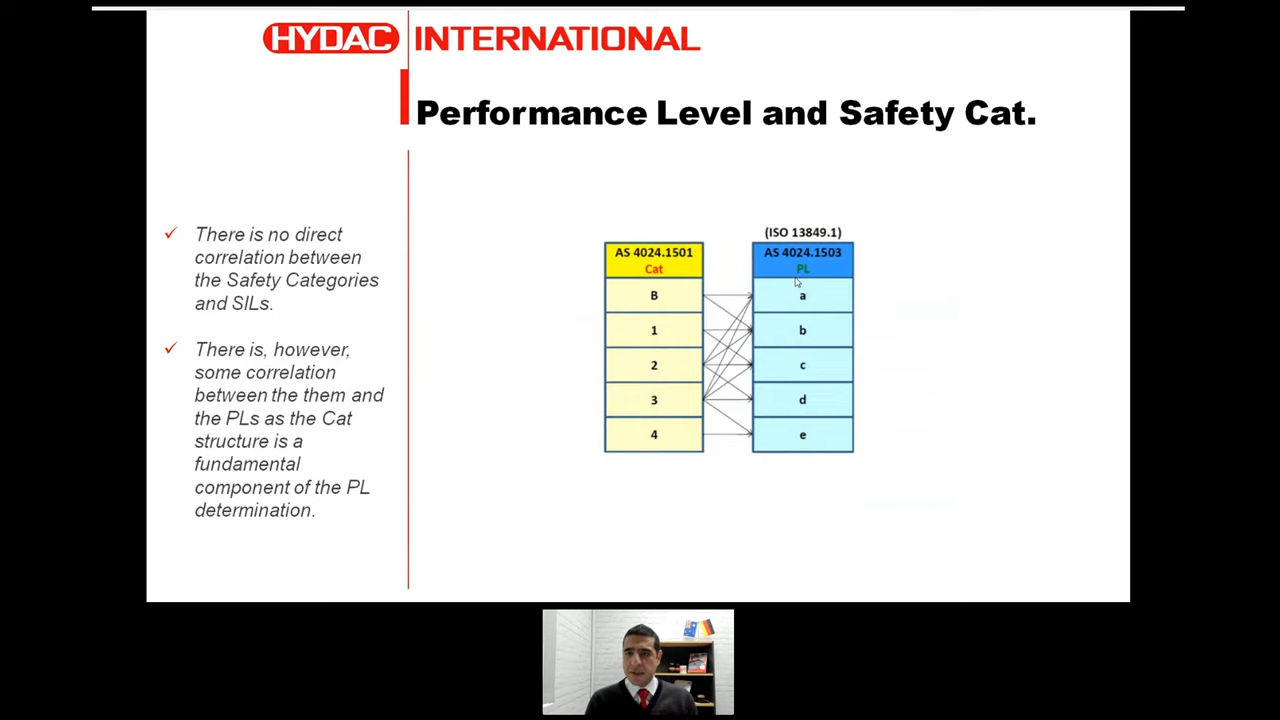 HYDAC INTERNATIONAL
Performance Level and Safety Cat.
There is no direct
correlation between
the Safety Categories
and SILs.
There is, however,
some correlation
between the them and
the PLs as the Cat
structure is a
fundamental
component of the PL
determination.
(ISO 13849.1)
AS 4024.1501
Cat
AS 4024.1503
PL
B
a
1
b
2
c
3
d
4
e